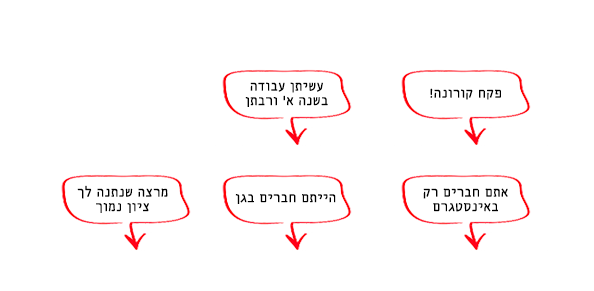 פקח קורונה!
עשיתן עבודה
בשנה א' ורבתן
אתם חברים רק
באינסטגרם
הייתם חברים בגן
מרצה שנתנה לך
ציון נמוך